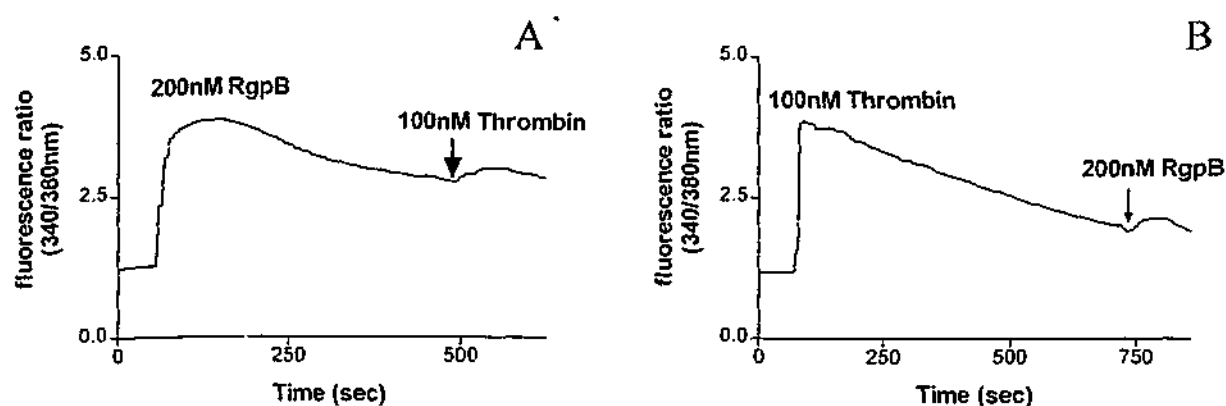 A
5.0
200nM RgpB
100nM Thrombin
2.5
0.0
0
250
500
fluorescence ratio
(340/380nm)
Time (sec)
B
5.0
100nM Thrombin
200nM RgpB
2.5
0.0
0
250
500
750
fluorescence ratio
(340/380nm)
Time (sec)